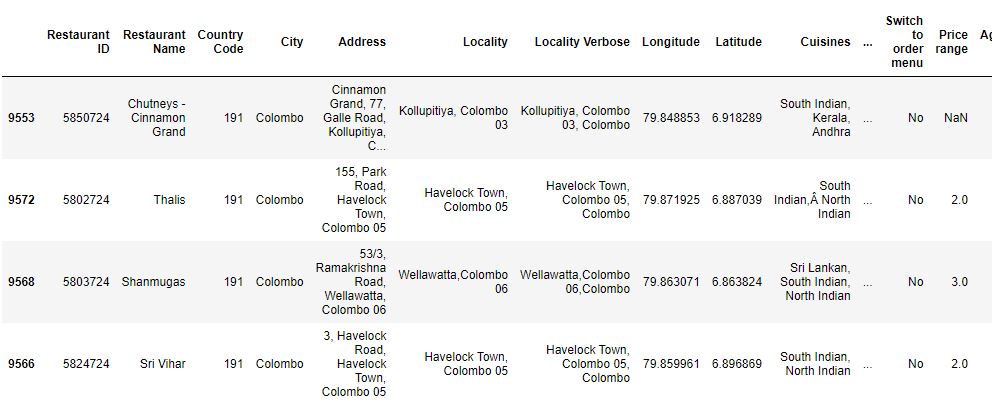 Restaurant ID Restaurant Name Country Code City Address Locality Locality Verbose Longitude Latitude Cuisines ... Switch to order menu Price range Ag
9553 5850724 Chutneys - Cinnamon Grand 191 Colombo Cinnamon Grand, 77, Galle Road, Kollupitiya, C... Kollupitiya, Colombo 03 Kollupitiya, Colombo 03, Colombo 79.848853 6.918289 South Indian, Kerala, Andhra ... No NaN
9572 5802724 Thalis 191 Colombo 155, Park Road, Havelock Town, Colombo 05 Havelock Town, Colombo 05 Havelock Town, Colombo 05, Colombo 79.871925 6.887039 South Indian,Â North Indian ... No 2.0
9568 5803724 Shanmugas 191 Colombo 53/3, Ramakrishna Road, Wellawatta, Colombo 06 Wellawatta,Colombo 06 Wellawatta,Colombo 06,Colombo 79.863071 6.863824 Sri Lankan, South Indian, North Indian ... No 3.0
9566 5824724 Sri Vihar 191 Colombo 3, Havelock Road, Havelock Town, Colombo 05 Havelock Town, Colombo 05 Havelock Town, Colombo 05, Colombo 79.859961 6.896869 South Indian, North Indian ... No 2.0